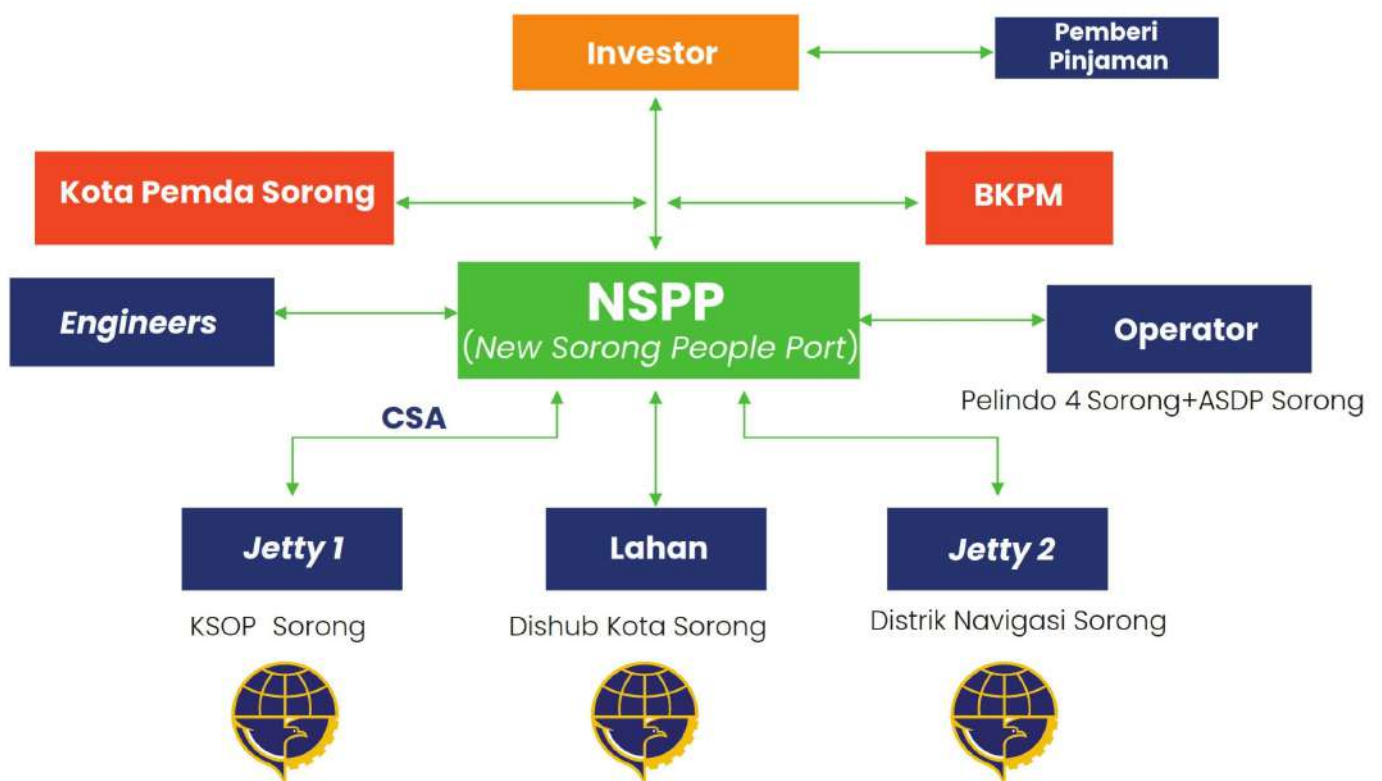 Investor
Pemberi
Pinjaman
Kota Pemda Sorong
BKPM
NSPP
(New Sorong People Port)
Engineers
Operator
Pelindo 4 Sorong+ASDP Sorong
CSA
Jetty 1
Lahan
Jetty 2
KSOP Sorong
Dishub Kota Sorong
Distrik Navigasi Sorong